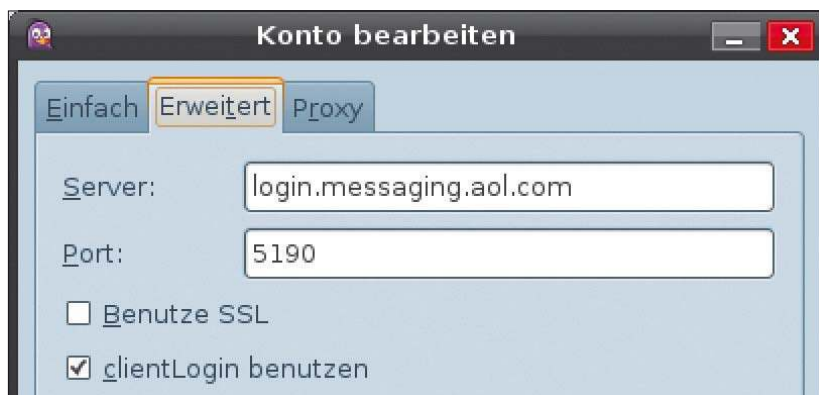 Konto bearbeiten
Einfach Erweitert Proxy
Server: login.messaging.aol.com
Port: 5190
Benutze SSL
clientLogin benutzen